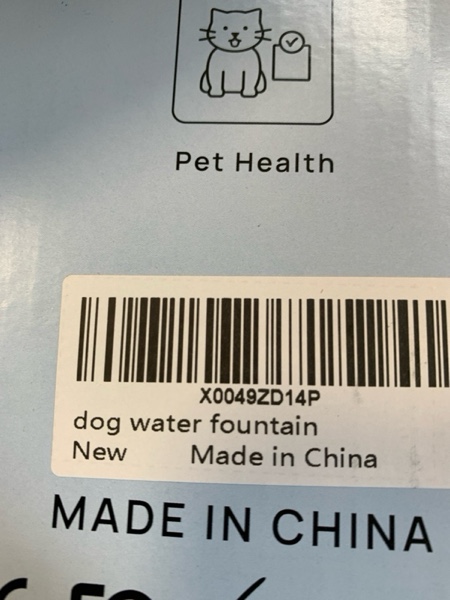 Pet Health
X0049ZD14P
dog water fountain
New Made in China
MADE IN CHINA